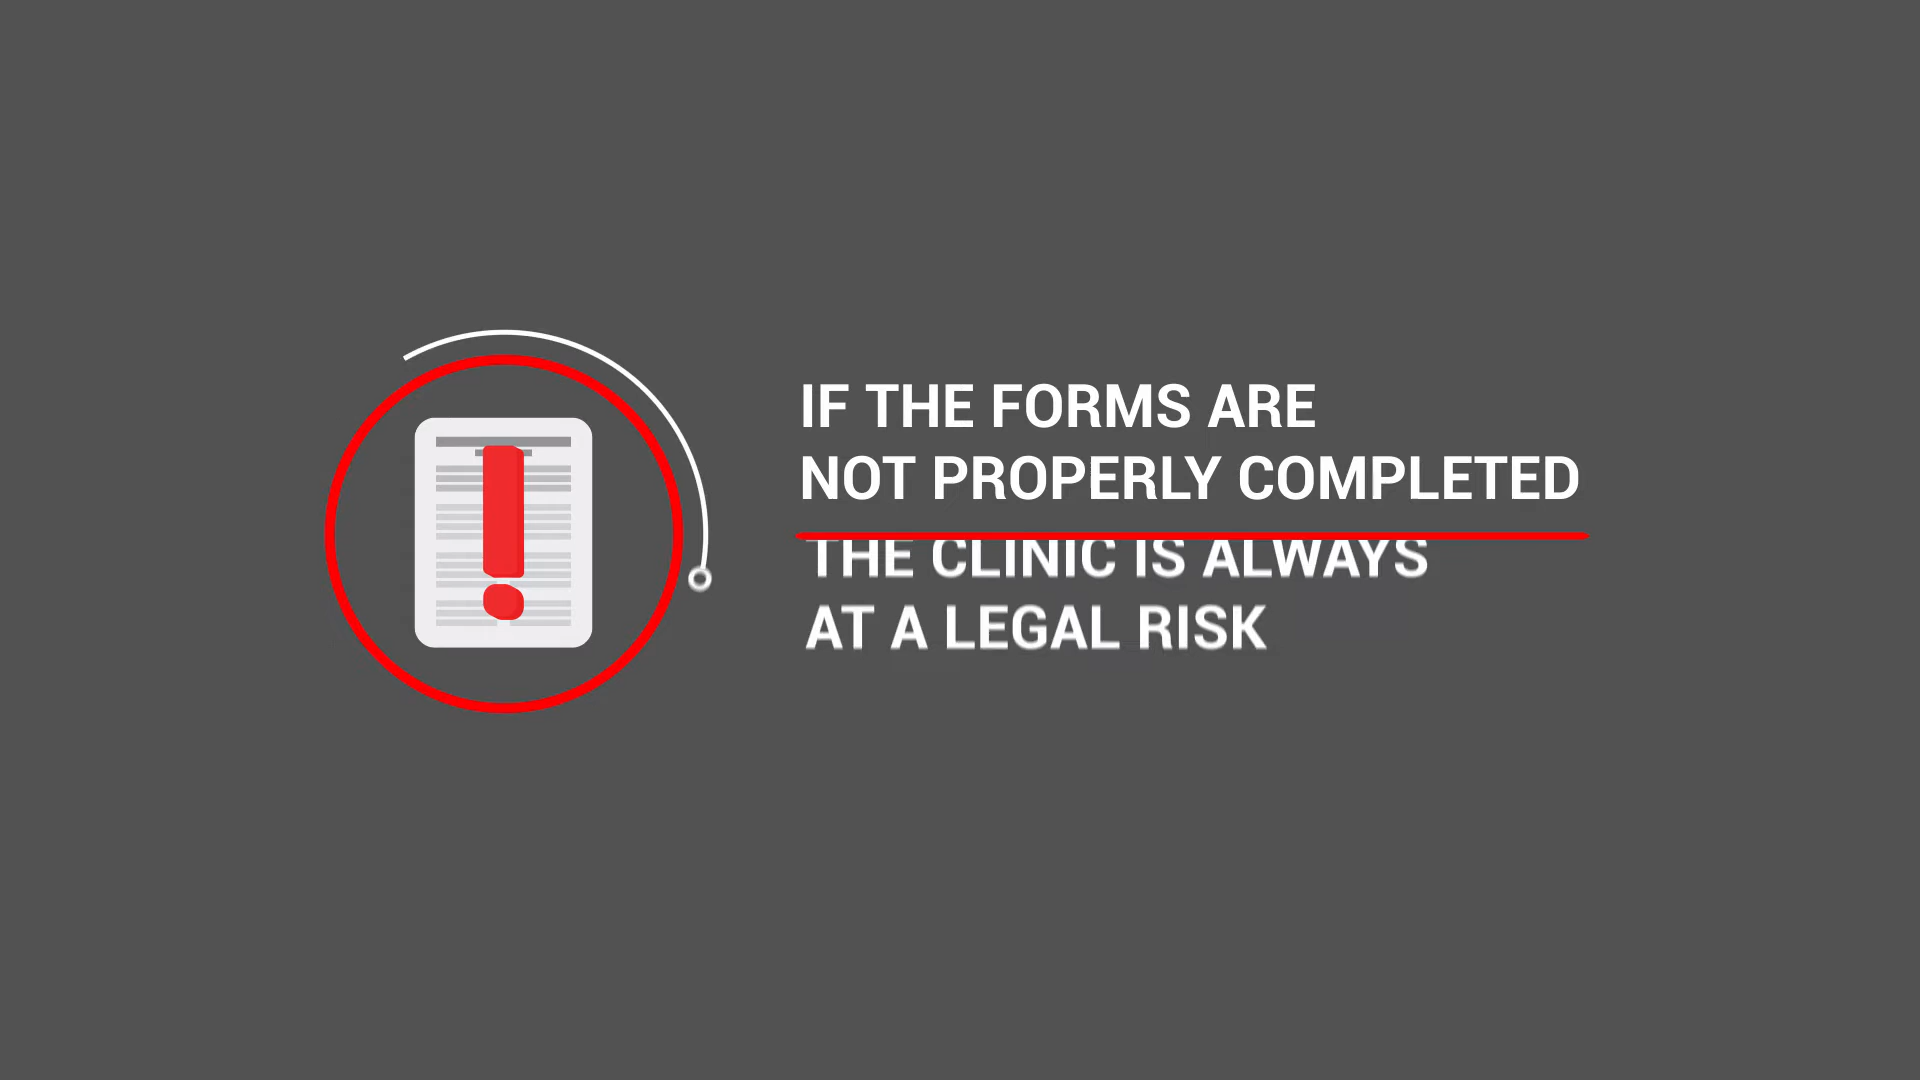 IF THE FORMS ARE
NOT PROPERLY COMPLETED
THE CLINIC IS ALWAYS
AT A LEGAL RISK